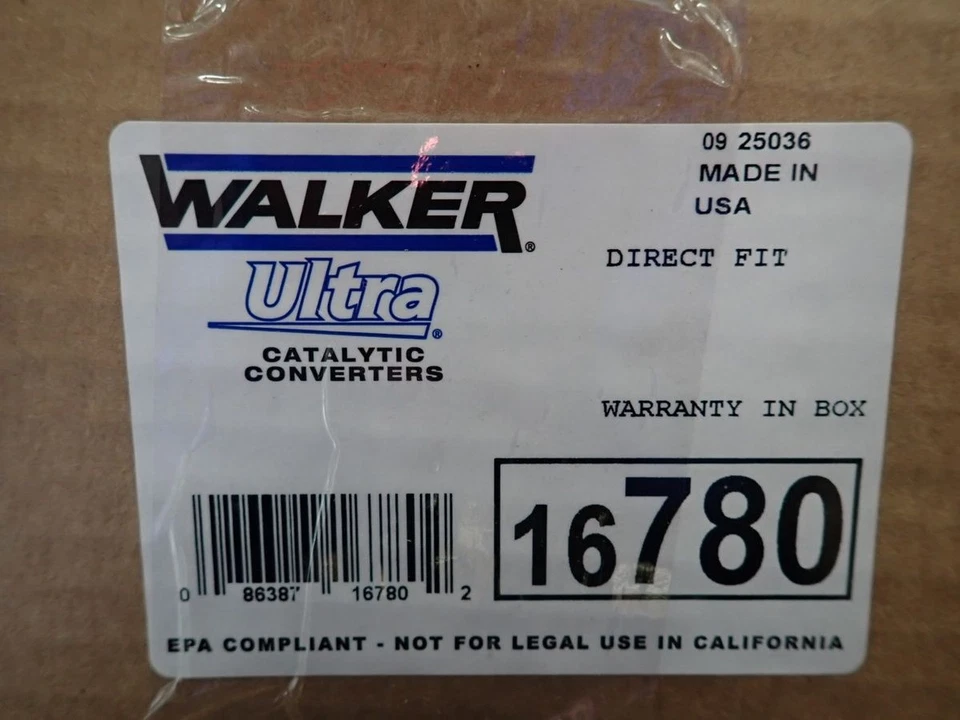 09 25036
MADE IN
USA
WALKER®
Ultra®
CATALYTIC
CONVERTERS
DIRECT FIT
WARRANTY IN BOX
16780
0 86387 16780 2
EPA COMPLIANT - NOT FOR LEGAL USE IN CALIFORNIA